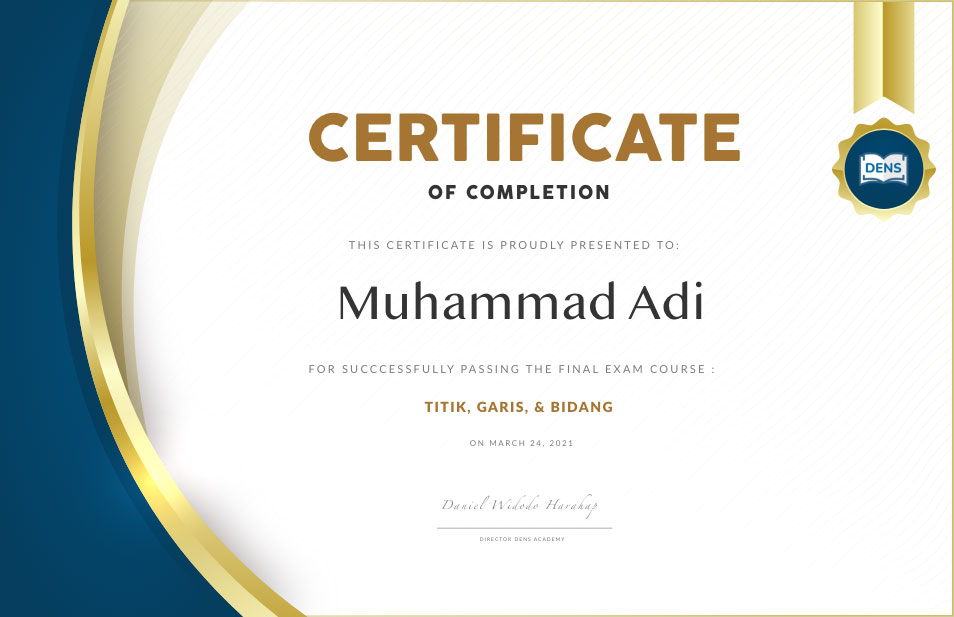 CERTIFICATE
DENS
OF COMPLETION
THIS CERTIFICATE IS PROUDLY PRESENTED TO:
Muhammad Adi
FOR SUCCCESSFULLY PASSING THE FINAL EXAM COURSE :
TITIK, GARIS, & BIDANG
ON MARCH 24, 2021
Daniel Widodo Harahap
DIRECTOR DENS ACADEMY